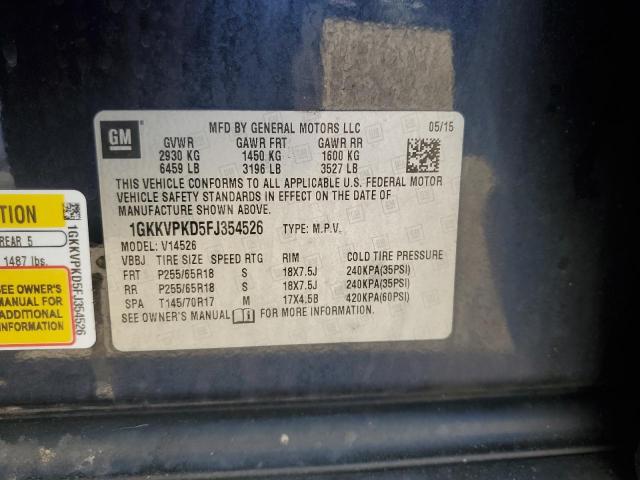 MFD BY GENERAL MOTORS LLC 05/15
GM
GVWR GAWR FRT GAWR RR
2930 KG 1450 KG 1600 KG
6459 LB 3196 LB 3527 LB
THIS VEHICLE CONFORMS TO ALL APPLICABLE U.S. FEDERAL MOTOR
VEHICLE SAFETY STANDARDS IN EFFECT ON THE DATE OF
MANUFACTURE SHOWN ABOVE.
1GKKVPKD5FJ354526 TYPE: M.P.V.
MODEL: V14526
VBBJ TIRE SIZE SPEED RTG RIM COLD TIRE PRESSURE
FRT P255/65R18 S 18X7.5J 240KPA(35PSI)
RR P255/65R18 S 18X7.5J 240KPA(35PSI)
SPA T145/70R17 M 17X4.5B 420KPA(60PSI)
SEE OWNER'S MANUAL FOR MORE INFORMATION.
TION
REAR 5
1487 lbs.
SEE OWNER'S
MANUAL FOR
ADDITIONAL
INFORMATION
1GKKVPKD5FJ354526